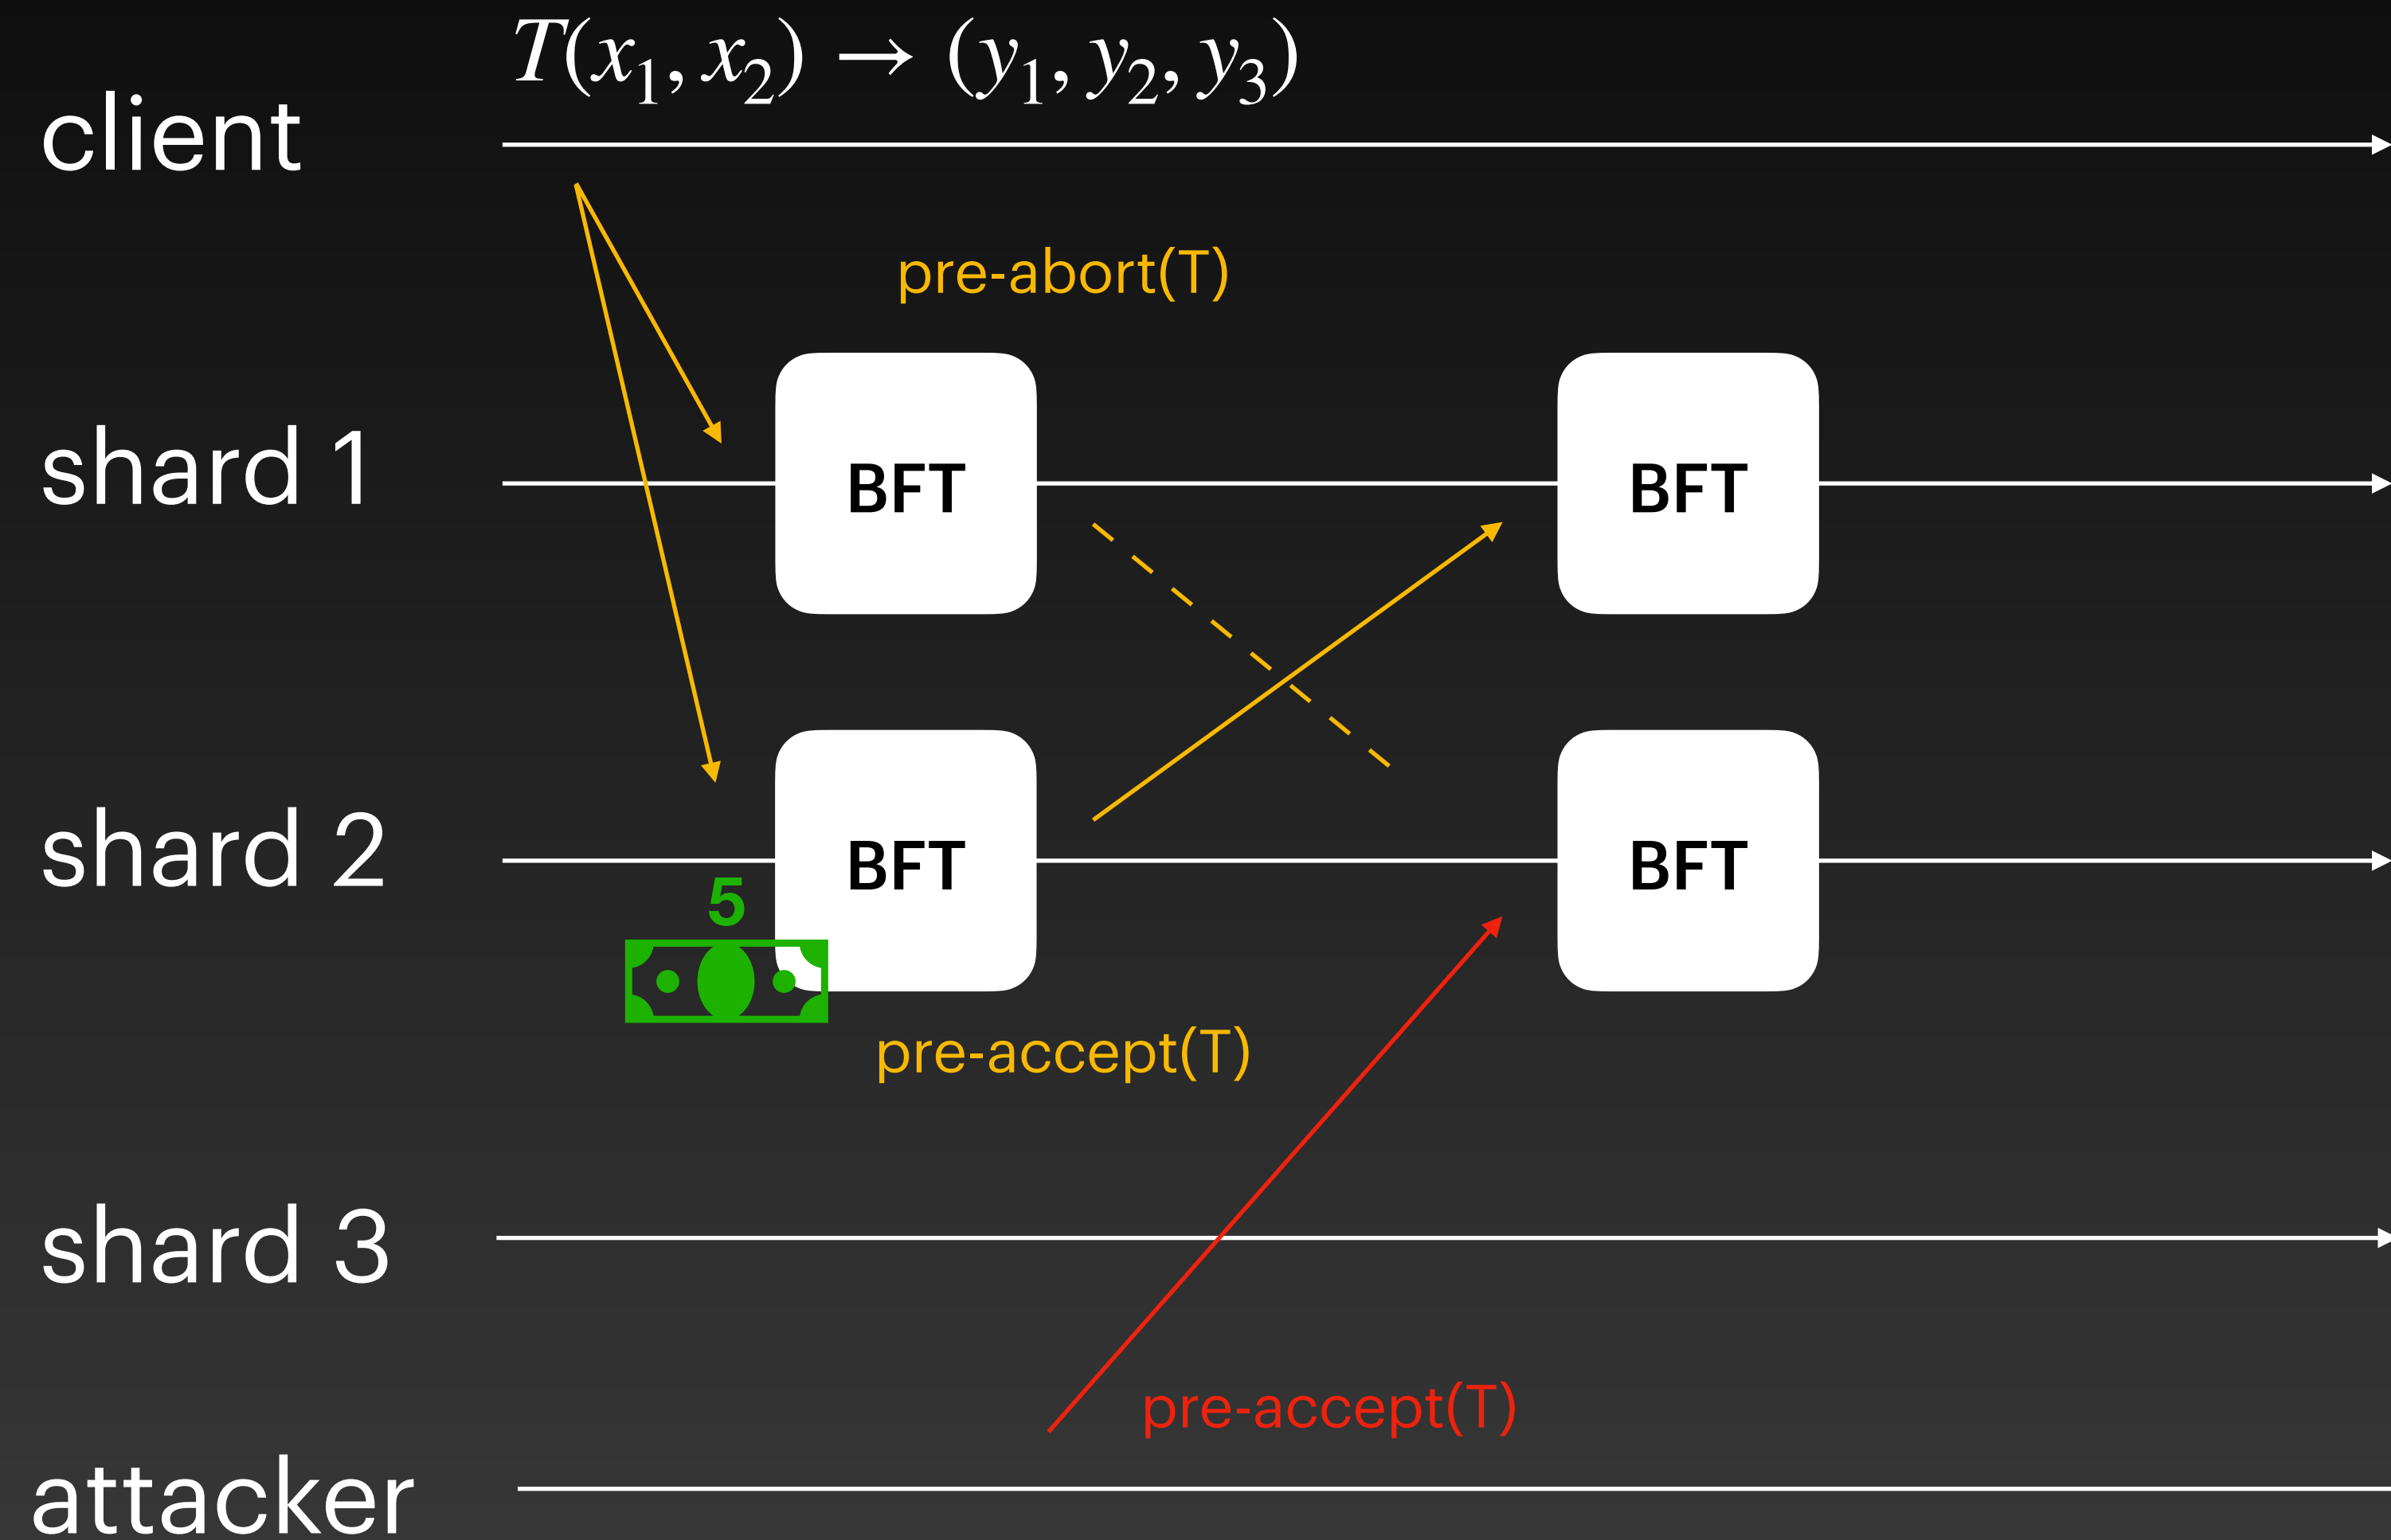 T(x₁, x₂) → (y₁, y₂, y₃)
client
pre-abort(T)
shard 1
BFT
BFT
shard 2
BFT
BFT
5
pre-accept(T)
shard 3
pre-accept(T)
attacker